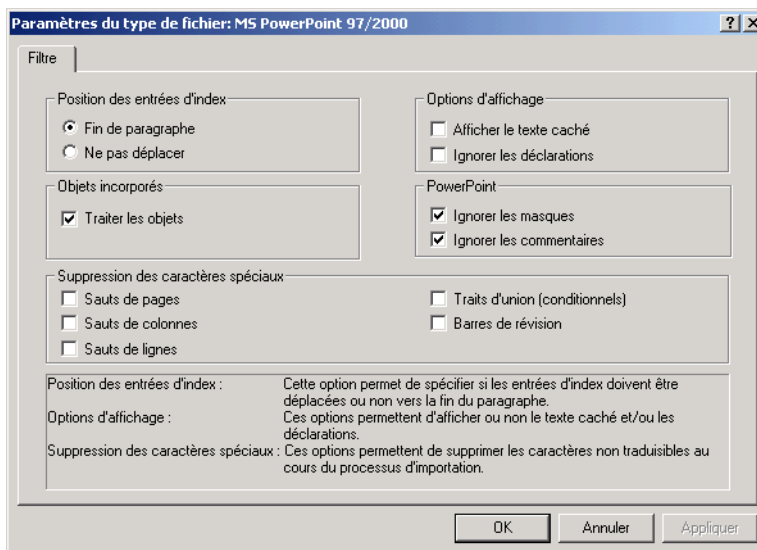 Paramètres du type de fichier: MS PowerPoint 97/2000
Filtre
Position des entrées d'index
Fin de paragraphe
Ne pas déplacer
Options d'affichage
Afficher le texte caché
Ignorer les déclarations
Objets incorporés
Traiter les objets
PowerPoint
Ignorer les masques
Ignorer les commentaires
Suppression des caractères spéciaux
Sauts de pages
Sauts de colonnes
Sauts de lignes
Traits d'union (conditionnels)
Barres de révision
Position des entrées d'index : Cette option permet de spécifier si les entrées d'index doivent être
déplacées ou non vers la fin du paragraphe.
Options d'affichage : Ces options permettent d'afficher ou non le texte caché et/ou les
déclarations.
Suppression des caractères spéciaux : Ces options permettent de supprimer les caractères non traduisibles au
cours du processus d'importation.
OK Annuler Appliquer